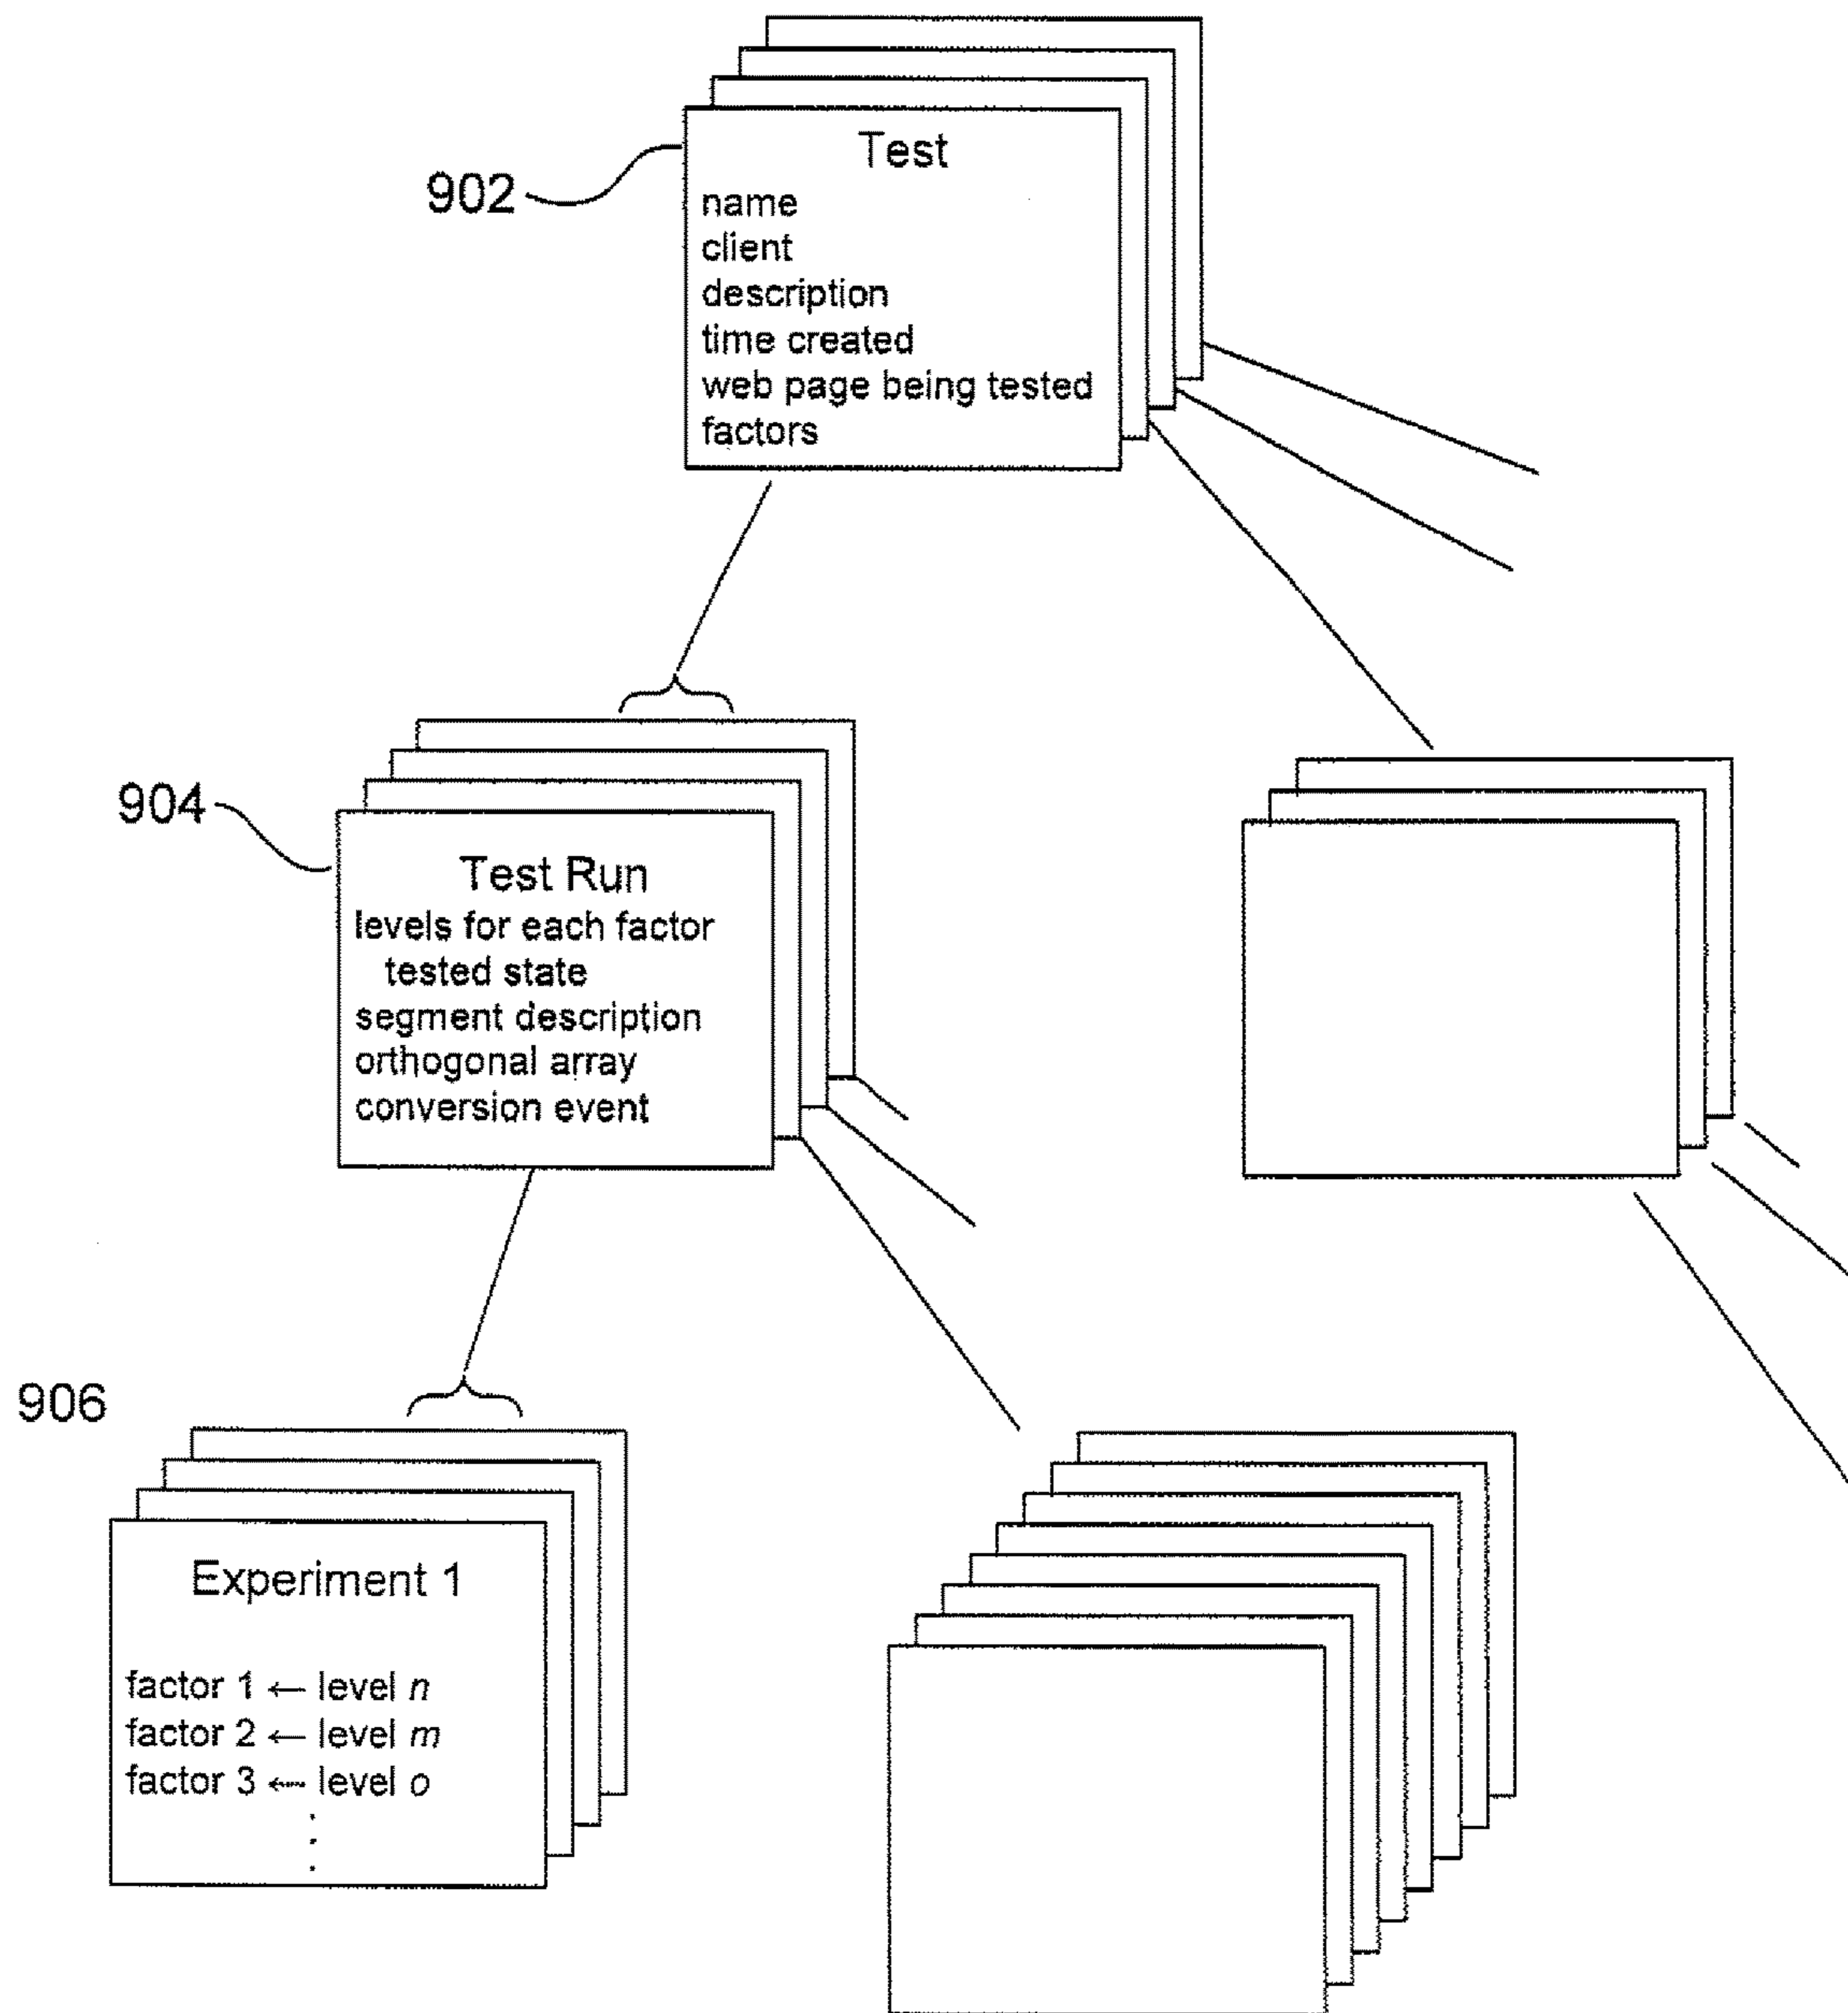 Test
902
name
client
description
time created
web page being tested
factors
904
Test Run
levels for each factor
tested state
segment description
orthogonal array
conversion event
906
Experiment 1
factor 1 ← level n
factor 2 ← level m
factor 3 ← level o
.
.
.